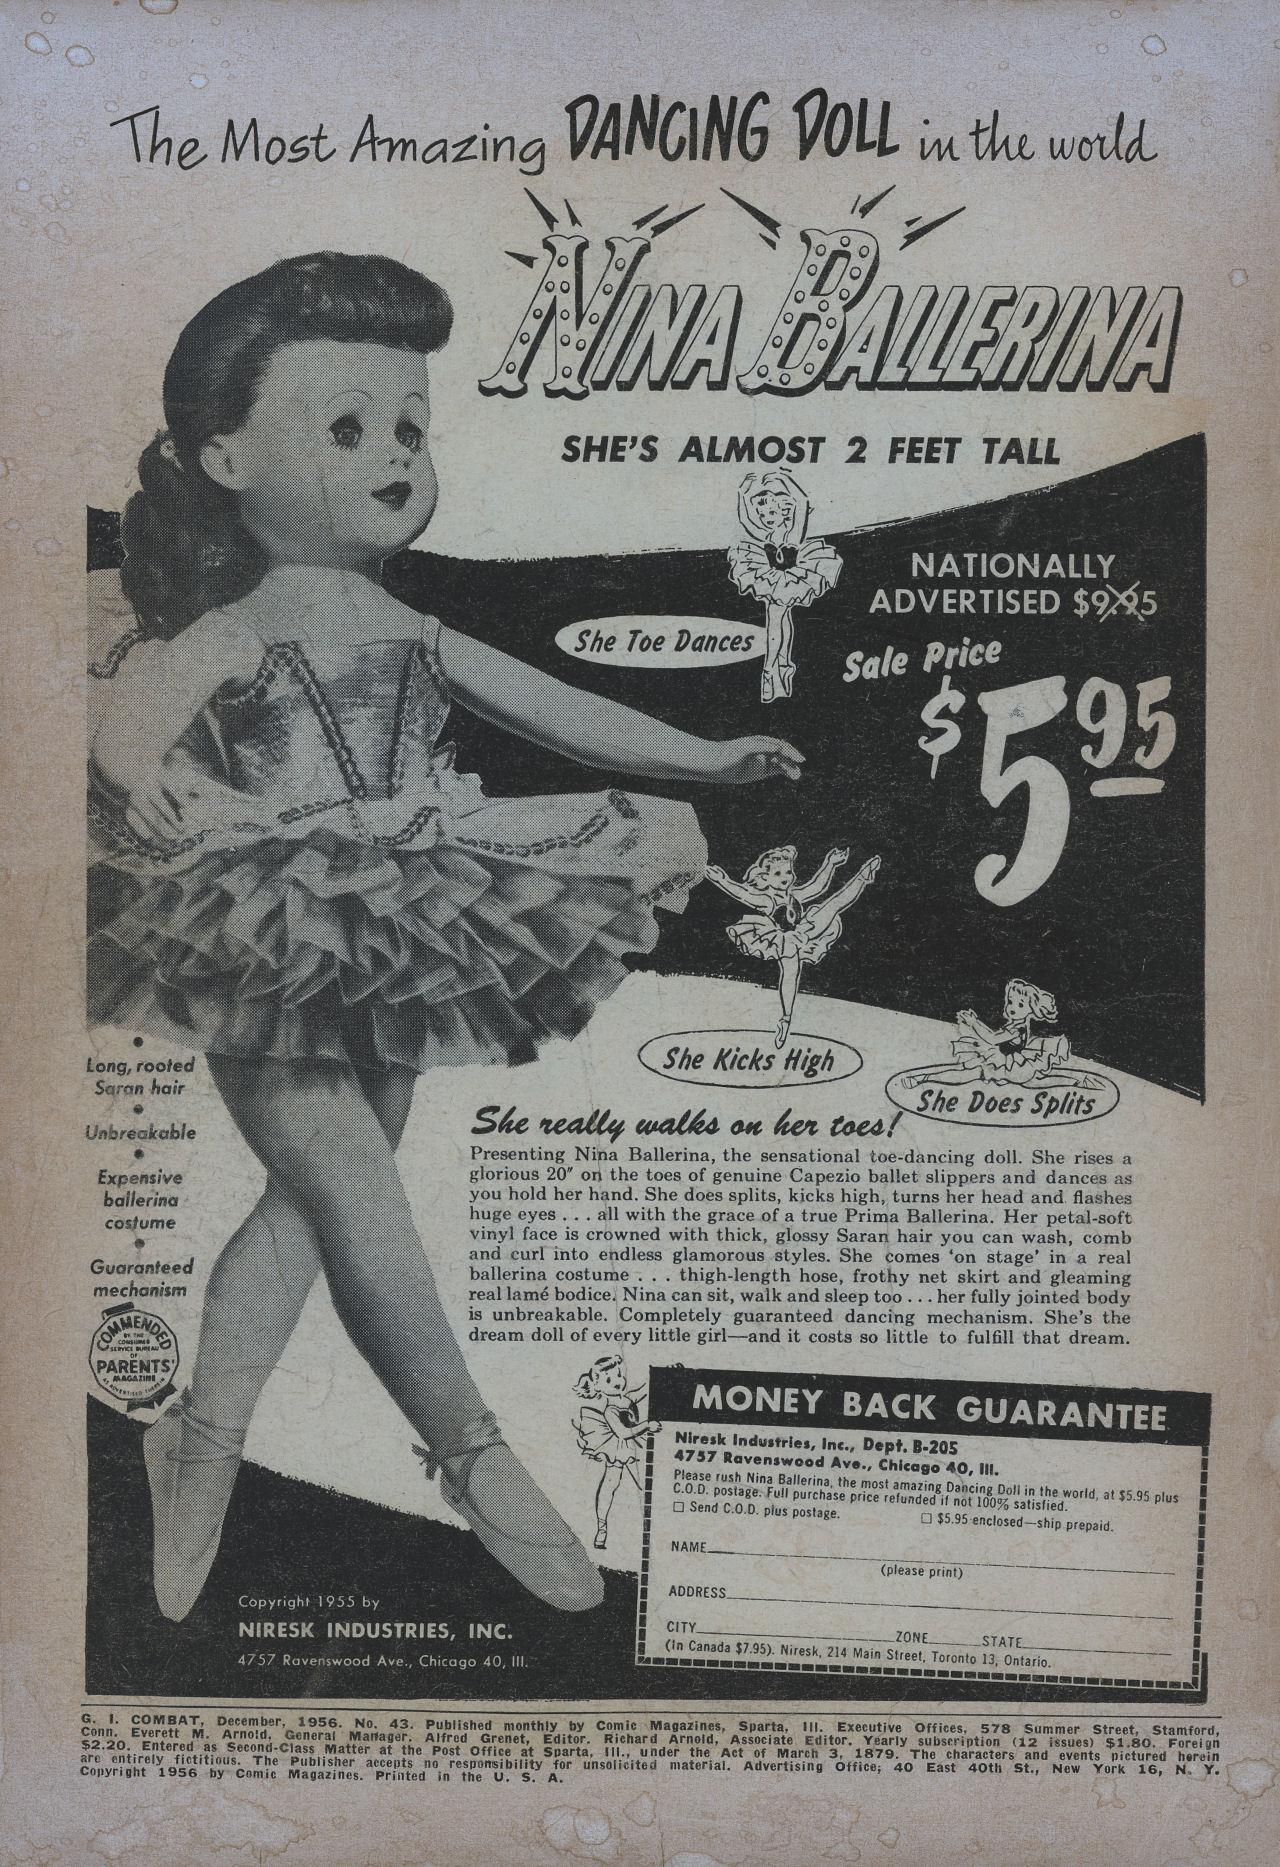 The Most Amazing DANCING DOLL in the world
NINA BALLERINA
SHE'S ALMOST 2 FEET TALL
NATIONALLY
ADVERTISED $9.95
Sale Price
$5.95
She Toe Dances
She Kicks High
She Does Splits
• Long, rooted
Saran hair
• Unbreakable
• Expensive
ballerina
costume
• Guaranteed
mechanism
COMMENDED
BY THE
CONSUMER
SERVICE BUREAU
OF
PARENTS'
MAGAZINE
AS ADVERTISED THEREIN
She really walks on her toes!
Presenting Nina Ballerina, the sensational toe-dancing doll. She rises a
glorious 20″ on the toes of genuine Capezio ballet slippers and dances as
you hold her hand. She does splits, kicks high, turns her head and flashes
huge eyes . . . all with the grace of a true Prima Ballerina. Her petal-soft
vinyl face is crowned with thick, glossy Saran hair you can wash, comb
and curl into endless glamorous styles. She comes 'on stage' in a real
ballerina costume . . . thigh-length hose, frothy net skirt and gleaming
real lamé bodice. Nina can sit, walk and sleep too . . . her fully jointed body
is unbreakable. Completely guaranteed dancing mechanism. She's the
dream doll of every little girl—and it costs so little to fulfill that dream.
MONEY BACK GUARANTEE
Niresk Industries, Inc., Dept. B-205
4757 Ravenswood Ave., Chicago 40, Ill.
Please rush Nina Ballerina, the most amazing Dancing Doll in the world, at $5.95 plus
C.O.D. postage. Full purchase price refunded if not 100% satisfied.
☐ Send C.O.D. plus postage. ☐ $5.95 enclosed—ship prepaid.
NAME
(please print)
ADDRESS
CITY ZONE STATE
(In Canada $7.95). Niresk, 214 Main Street, Toronto 13, Ontario.
Copyright 1955 by
NIRESK INDUSTRIES, INC.
4757 Ravenswood Ave., Chicago 40, Ill.
G. I. COMBAT, December, 1956. No. 43. Published monthly by Comic Magazines, Sparta, Ill. Executive Offices, 578 Summer Street, Stamford,
Conn. Everett M. Arnold, General Manager. Alfred Grenet, Editor. Richard Arnold, Associate Editor. Yearly subscription (12 issues) $1.80. Foreign
$2.20. Entered as Second-Class Matter at the Post Office at Sparta, Ill., under the Act of March 3, 1879. The characters and events pictured herein
are entirely fictitious. The Publisher accepts no responsibility for unsolicited material. Advertising Office; 40 East 40th St., New York 16, N. Y.
Copyright 1956 by Comic Magazines. Printed in the U. S. A.